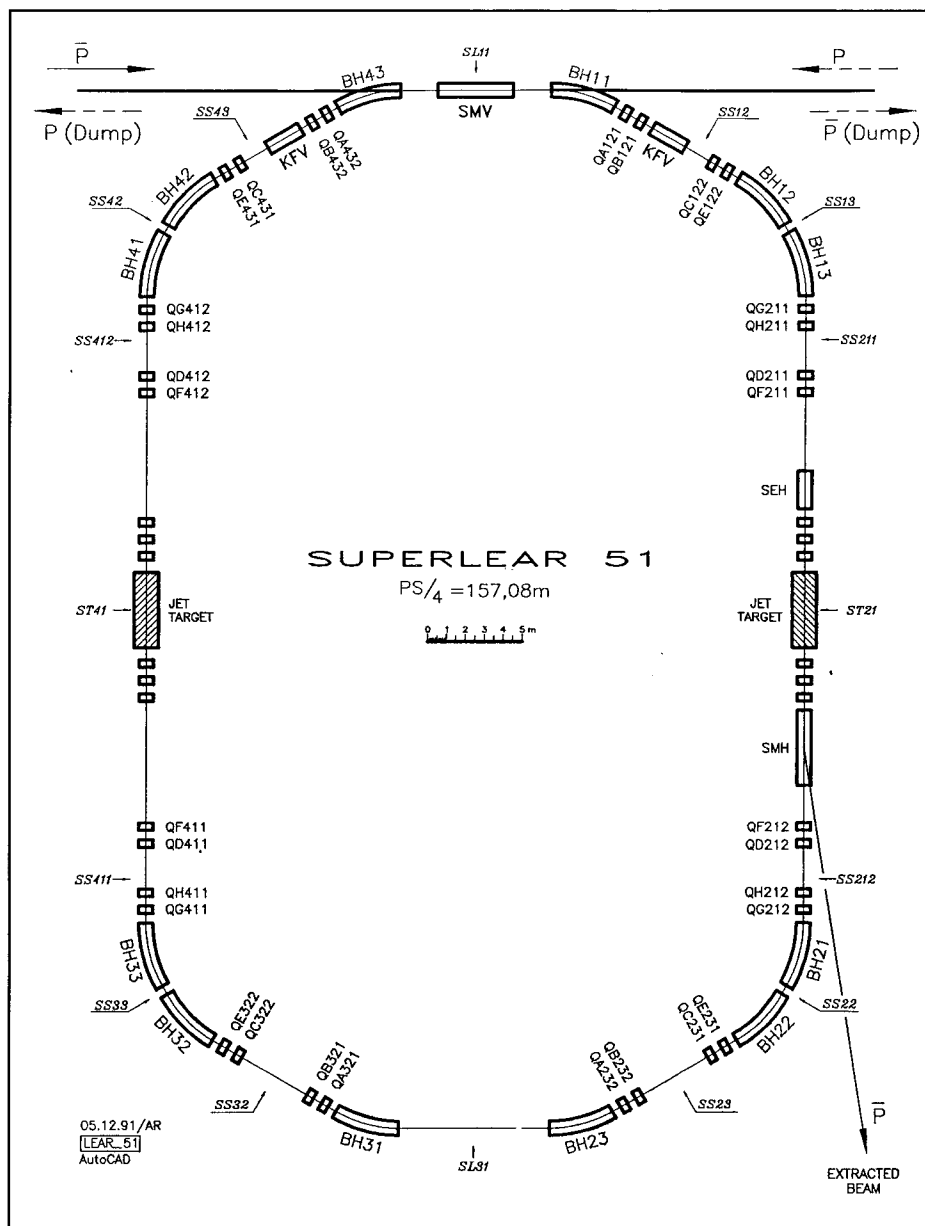 P̅
P (Dump)
SL11
SMV
P
P̅ (Dump)
BH43
BH11
SS43
SS12
QA432
QB432
KFV
QC431
QE431
QA121
QB121
KFV
QC122
QE122
BH42
BH12
SS42
SS13
BH41
BH13
QG412
QH412
SS412
QD412
QF412
QG211
QH211
SS211
QD211
QF211
SEH
SUPERLEAR 51
PS/4 =157,08m
0 1 2 3 4 5m
ST41
JET
TARGET
JET
TARGET
ST21
SMH
QF411
QD411
SS411
QH411
QG411
QF212
QD212
SS212
QH212
QG212
BH33
BH21
SS33
SS22
BH32
BH22
QE322
QC322
QE231
QC231
QB321
QA321
QB232
QA232
SS32
SS23
BH31
BH23
SL31
05.12.91/AR
LEAR_51
AutoCAD
P̅
EXTRACTED
BEAM